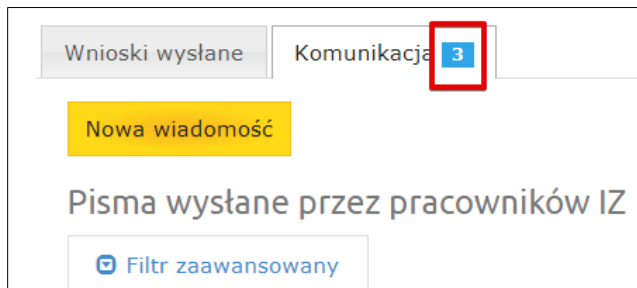 Wnioski wysłane Komunikacja 3
Nowa wiadomość
Pisma wysłane przez pracowników IZ
Filtr zaawansowany